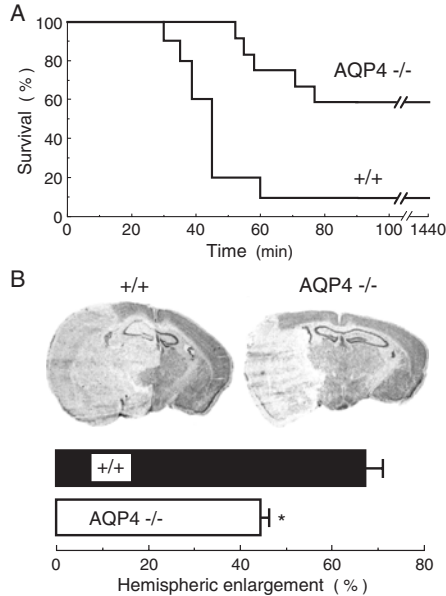 A
100
80
60
40
20
Survival ( % )
AQP4 -/-
+/+
0 20 40 60 80 100 1440
Time (min)
B
+/+ AQP4 -/-
+/+
AQP4 -/- *
0 20 40 60 80
Hemispheric enlargement ( % )